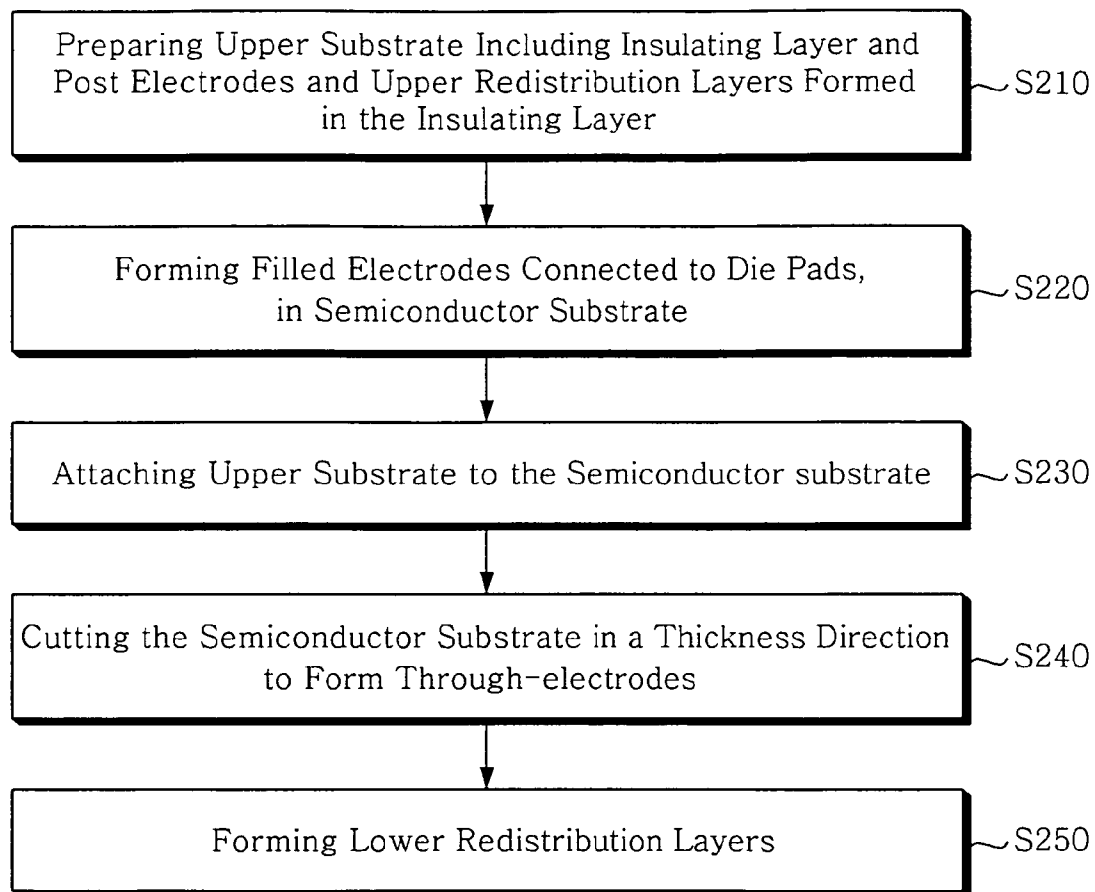 Preparing Upper Substrate Including Insulating Layer and
Post Electrodes and Upper Redistribution Layers Formed
in the Insulating Layer
S210
Forming Filled Electrodes Connected to Die Pads,
in Semiconductor Substrate
S220
Attaching Upper Substrate to the Semiconductor substrate
S230
Cutting the Semiconductor Substrate in a Thickness Direction
to Form Through-electrodes
S240
Forming Lower Redistribution Layers
S250